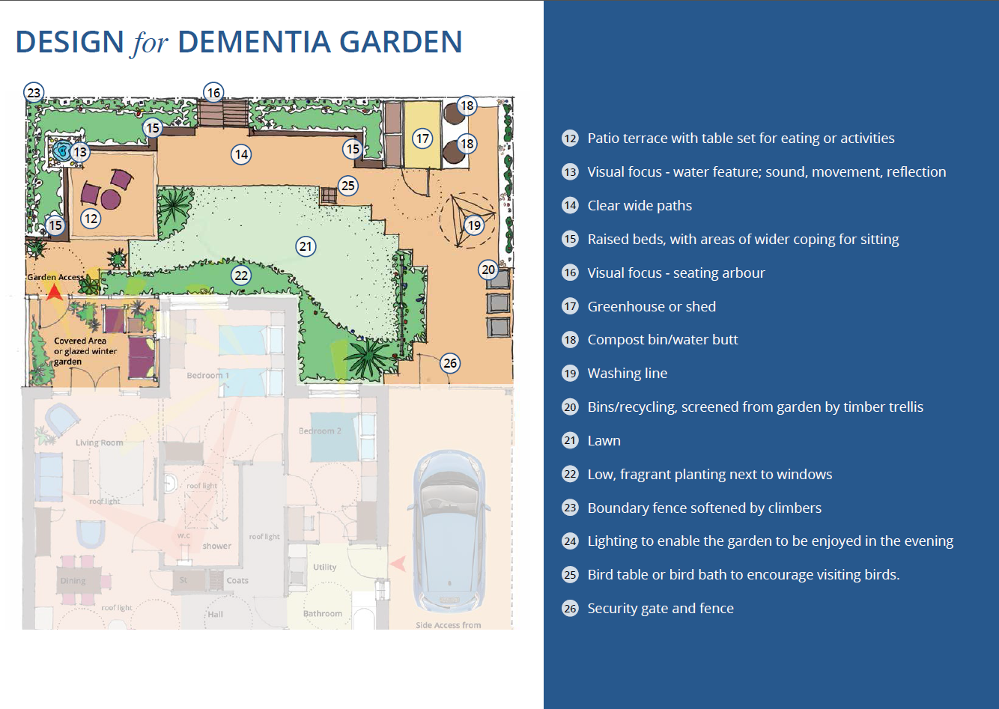 DESIGN for DEMENTIA GARDEN
23
16
18
15
17
13
14
15
18
25
12
15
19
21
22
20
Garden Access
Covered Area
or glazed winter
garden
26
Bedroom 1
Bedroom 2
Living Room
roof light
roof light
w.c
shower
roof light
Utility
Dining
St
Coats
roof light
Hall
Bathroom
Side Access from
12 Patio terrace with table set for eating or activities
13 Visual focus - water feature; sound, movement, reflection
14 Clear wide paths
15 Raised beds, with areas of wider coping for sitting
16 Visual focus - seating arbour
17 Greenhouse or shed
18 Compost bin/water butt
19 Washing line
20 Bins/recycling, screened from garden by timber trellis
21 Lawn
22 Low, fragrant planting next to windows
23 Boundary fence softened by climbers
24 Lighting to enable the garden to be enjoyed in the evening
25 Bird table or bird bath to encourage visiting birds.
26 Security gate and fence